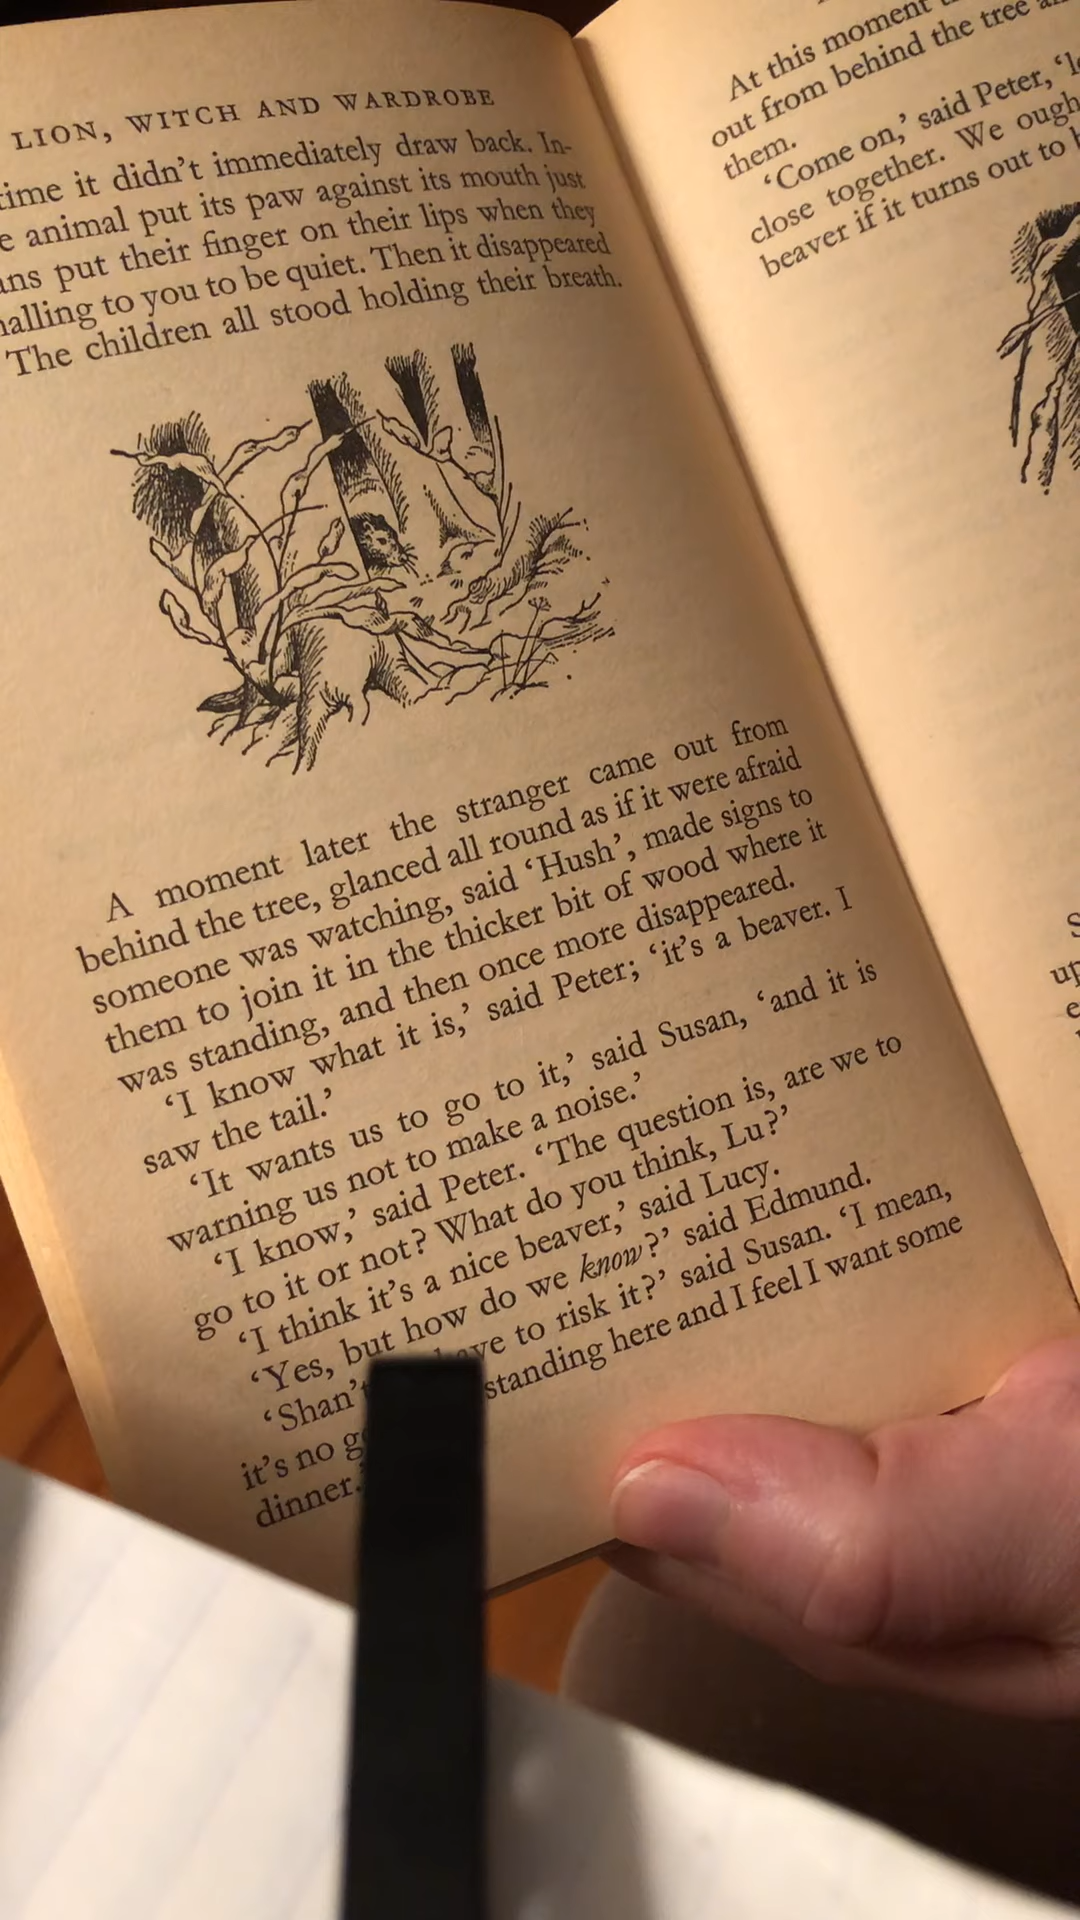 LION, WITCH AND WARDROBE
time it didn't immediately draw back. In-
animal put its paw against its mouth just
put their finger on their lips when they
to you to be quiet. Then it disappeared
The children all stood holding their breath.
A moment later the stranger came out from
behind the tree, glanced all round as if it were afraid
someone was watching, said ‘Hush’, made signs to
them to join it in the thicker bit of wood where it
was standing, and then once more disappeared.
‘I know what it is,’ said Peter; ‘it's a beaver. I
saw the tail.’
‘It wants us to go to it,’ said Susan, ‘and it is
warning us not to make a noise.’
‘I know,’ said Peter. ‘The question is, are we to
go to it or not? What do you think, Lu?’
‘I think it's a nice beaver,’ said Lucy.
‘Yes, but how do we know?’ said Edmund.
‘Shan't have to risk it?’ said Susan. ‘I mean,
it's no standing here and I feel I want some
dinner.’
At this moment
out from behind the tree
them.
‘Come on,’ said Peter,
close together. We
beaver if it turns out to